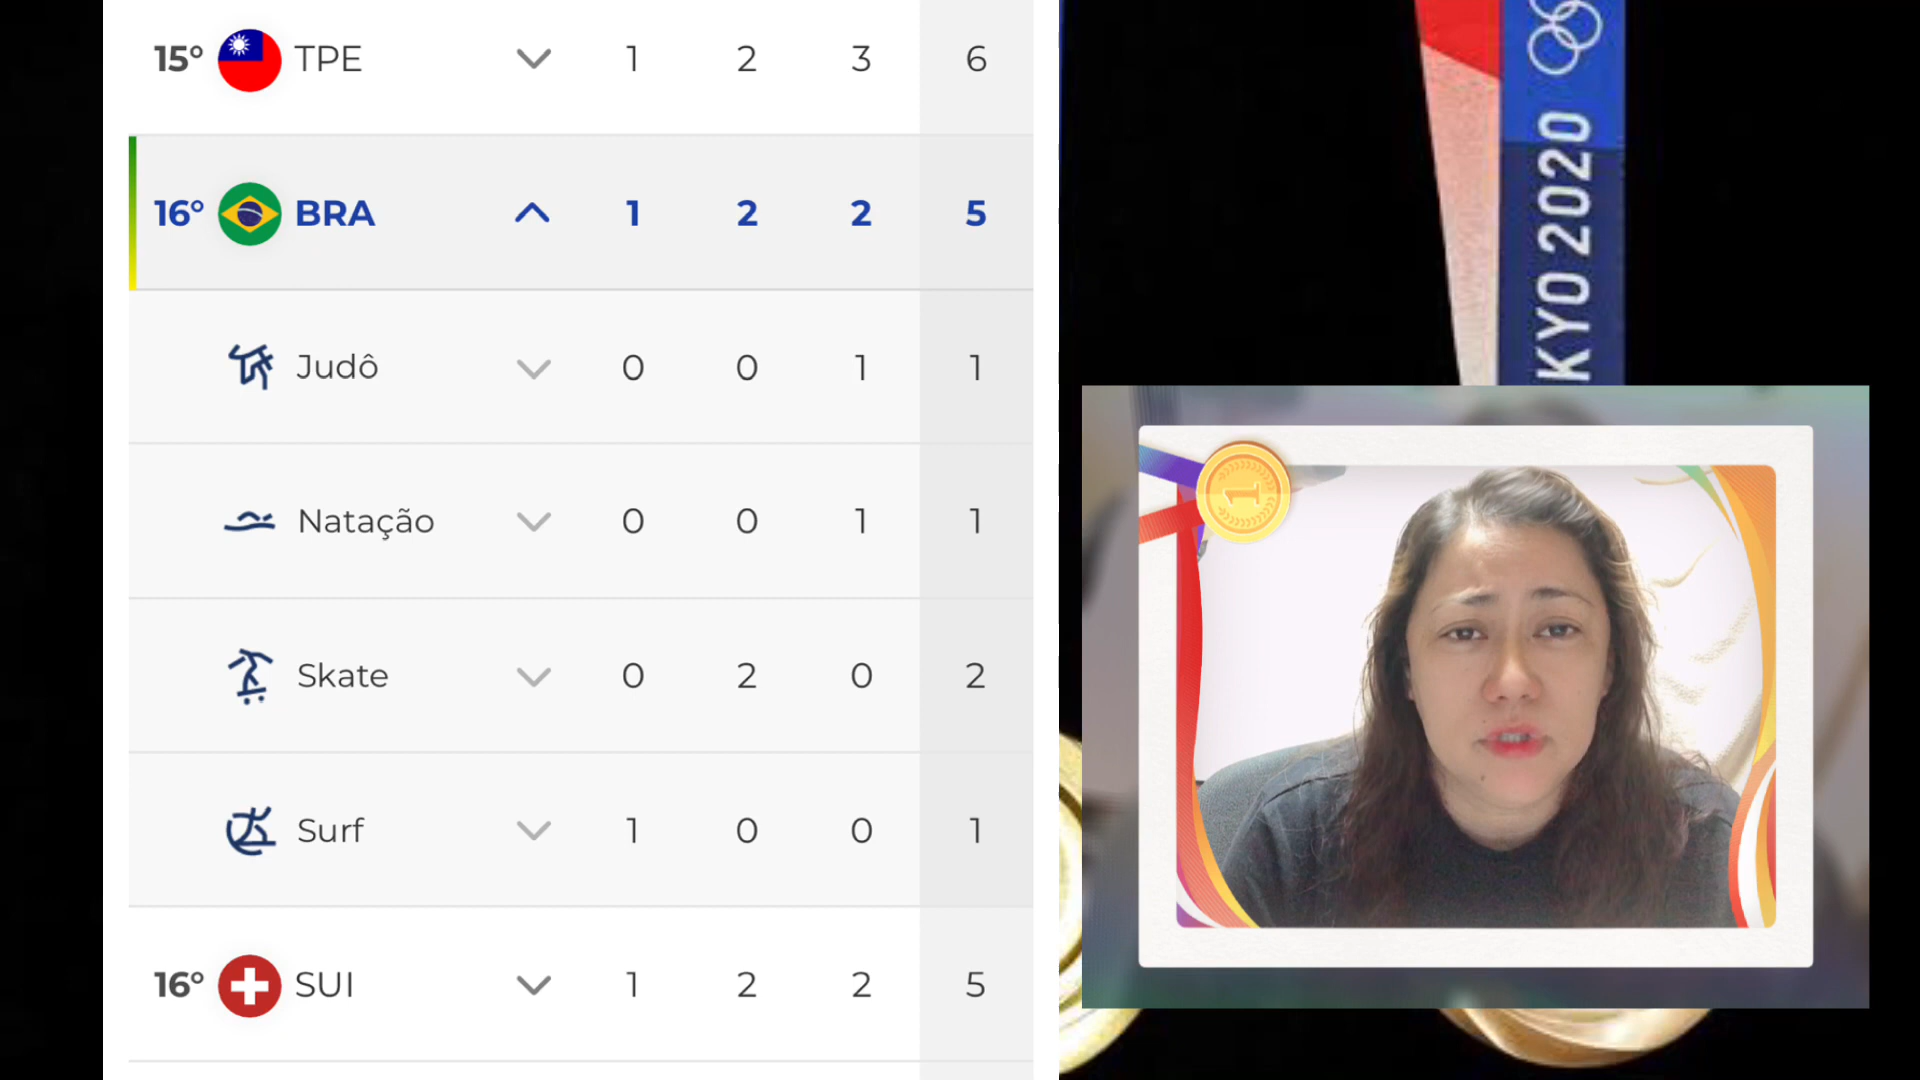 15º TPE 1 2 3 6
16º BRA 1 2 2 5
Judô 0 0 1 1
Natação 0 0 1 1
Skate 0 2 0 2
Surf 1 0 0 1
16º SUI 1 2 2 5
KYO 2020
1